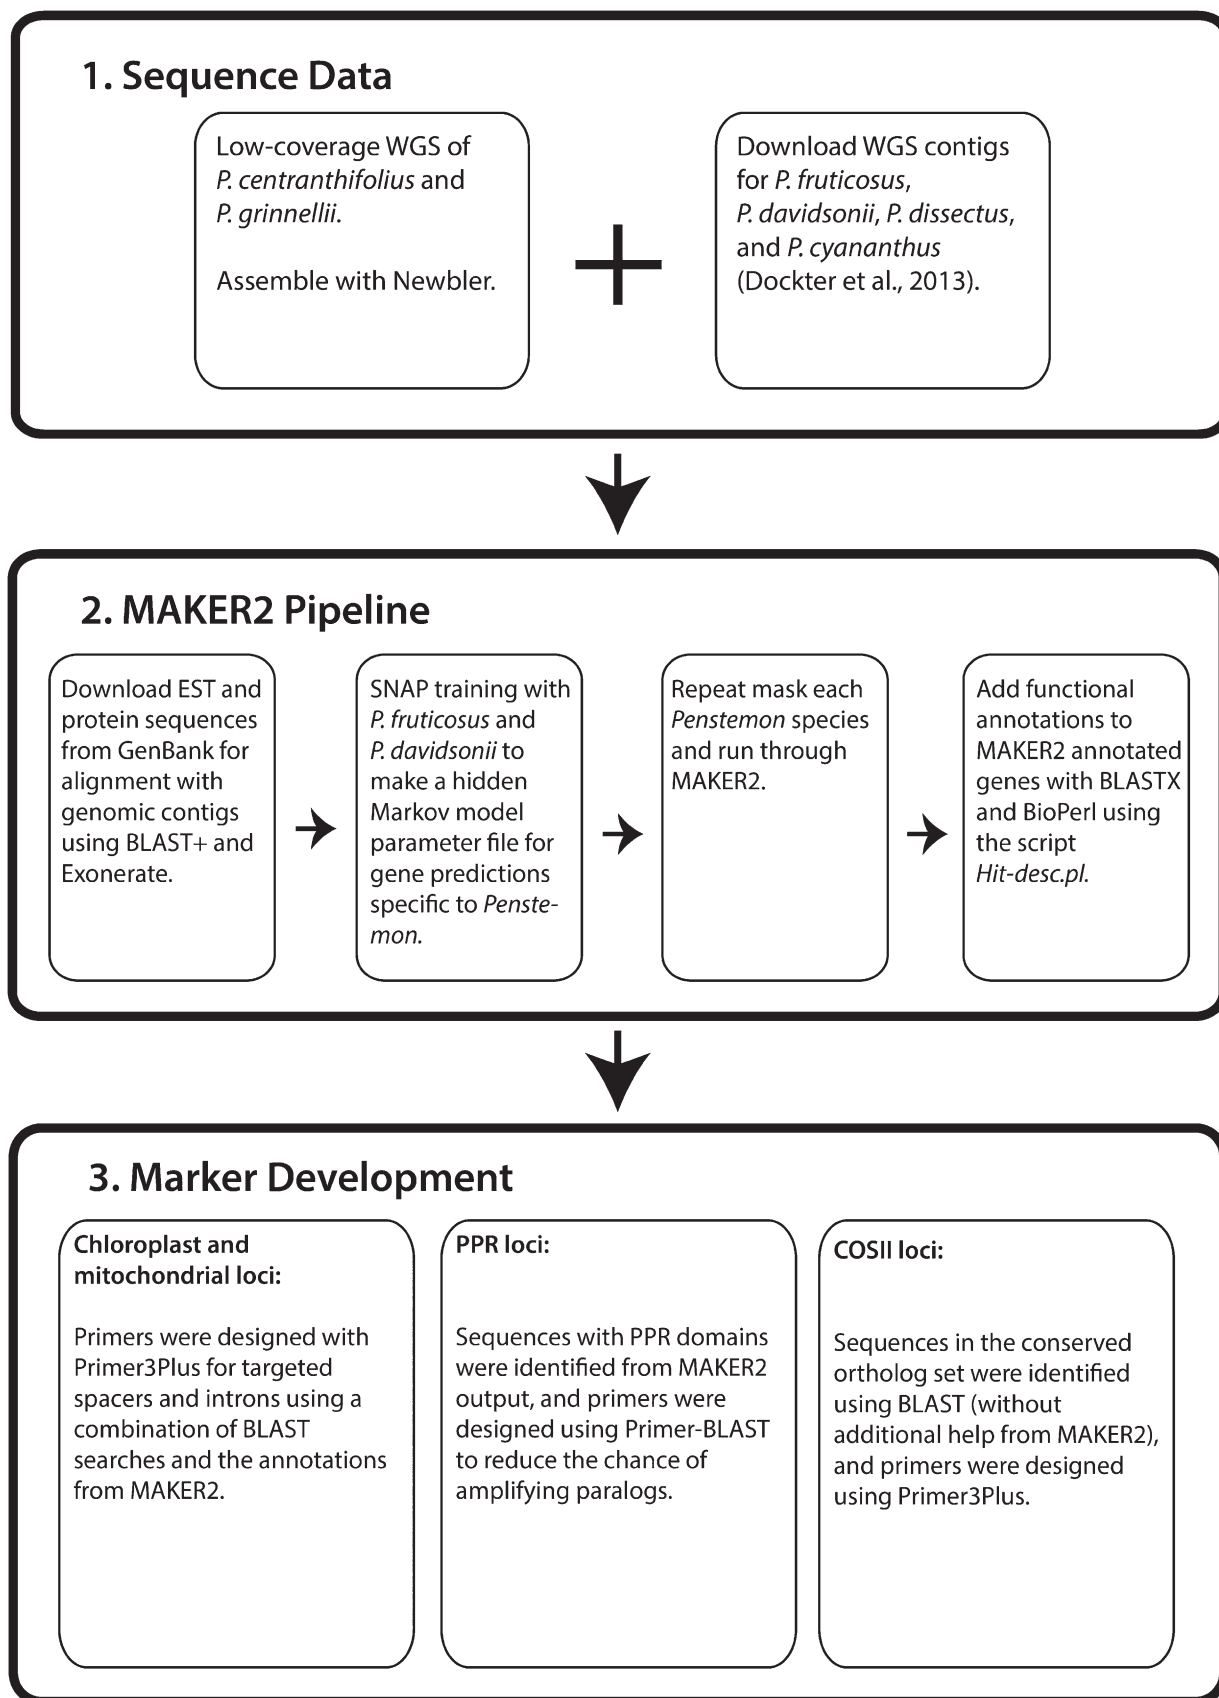 1. Sequence Data
Low-coverage WGS of
P. centranthifolius and
P. grinnellii.
Assemble with Newbler.
Download WGS contigs
for P. fruticosus,
P. davidsonii, P. dissectus,
and P. cyananthus
(Dockter et al., 2013).
2. MAKER2 Pipeline
Download EST and
protein sequences
from GenBank for
alignment with
genomic contigs
using BLAST+ and
Exonerate.
SNAP training with
P. fruticosus and
P. davidsonii to
make a hidden
Markov model
parameter file for
gene predictions
specific to Penste-
mon.
Repeat mask each
Penstemon species
and run through
MAKER2.
Add functional
annotations to
MAKER2 annotated
genes with BLASTX
and BioPerl using
the script
Hit-desc.pl.
3. Marker Development
Chloroplast and
mitochondrial loci:
Primers were designed with
Primer3Plus for targeted
spacers and introns using a
combination of BLAST
searches and the annotations
from MAKER2.
PPR loci:
Sequences with PPR domains
were identified from MAKER2
output, and primers were
designed using Primer-BLAST
to reduce the chance of
amplifying paralogs.
COSII loci:
Sequences in the conserved
ortholog set were identified
using BLAST (without
additional help from MAKER2),
and primers were designed
using Primer3Plus.